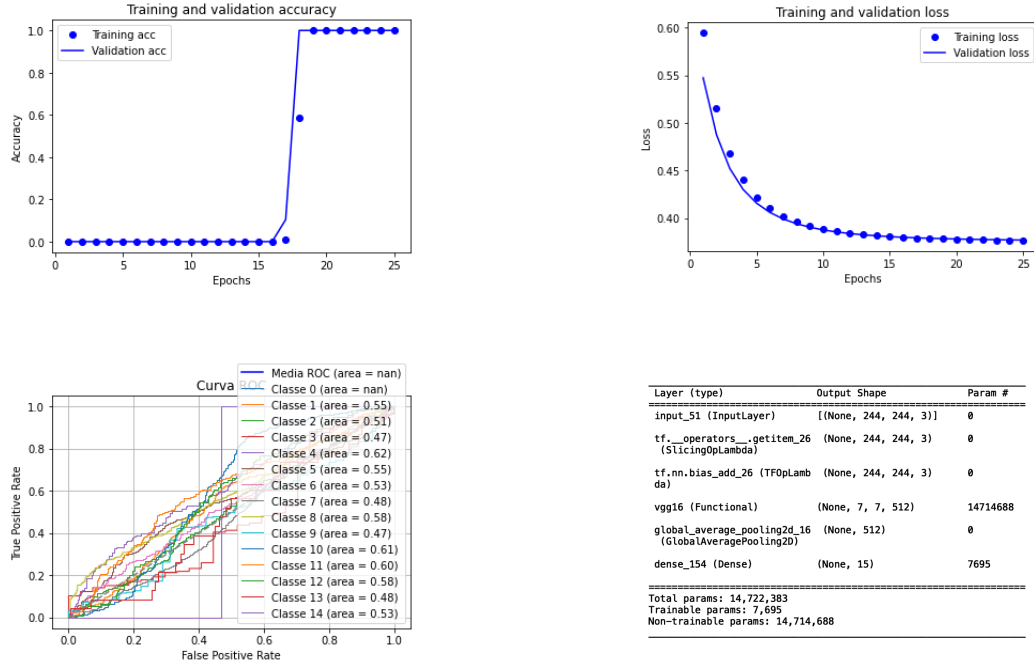 Training and validation accuracy
Training acc
Validation acc
1.0
0.8
0.6
0.4
0.2
0.0
Accuracy
0 5 10 15 20 25
Epochs
Training and validation loss
Training loss
Validation loss
0.60
0.55
0.50
0.45
0.40
Loss
0 5 10 15 20 25
Epochs
Curva ROC
Media ROC (area = nan)
Classe 0 (area = nan)
Classe 1 (area = 0.55)
Classe 2 (area = 0.51)
Classe 3 (area = 0.47)
Classe 4 (area = 0.62)
Classe 5 (area = 0.55)
Classe 6 (area = 0.53)
Classe 7 (area = 0.48)
Classe 8 (area = 0.58)
Classe 9 (area = 0.47)
Classe 10 (area = 0.61)
Classe 11 (area = 0.60)
Classe 12 (area = 0.58)
Classe 13 (area = 0.48)
Classe 14 (area = 0.53)
1.0
0.8
0.6
0.4
0.2
0.0
True Positive Rate
0.0 0.2 0.4 0.6 0.8 1.0
False Positive Rate
Layer (type) Output Shape Param #
input_51 (InputLayer) [(None, 244, 244, 3)] 0
tf.__operators__.getitem_26 (None, 244, 244, 3) 0
(SlicingOpLambda)
tf.nn.bias_add_26 (TFOpLamb (None, 244, 244, 3) 0
da)
vgg16 (Functional) (None, 7, 7, 512) 14714688
global_average_pooling2d_16 (None, 512) 0
(GlobalAveragePooling2D)
dense_154 (Dense) (None, 15) 7695
Total params: 14,722,383
Trainable params: 7,695
Non-trainable params: 14,714,688